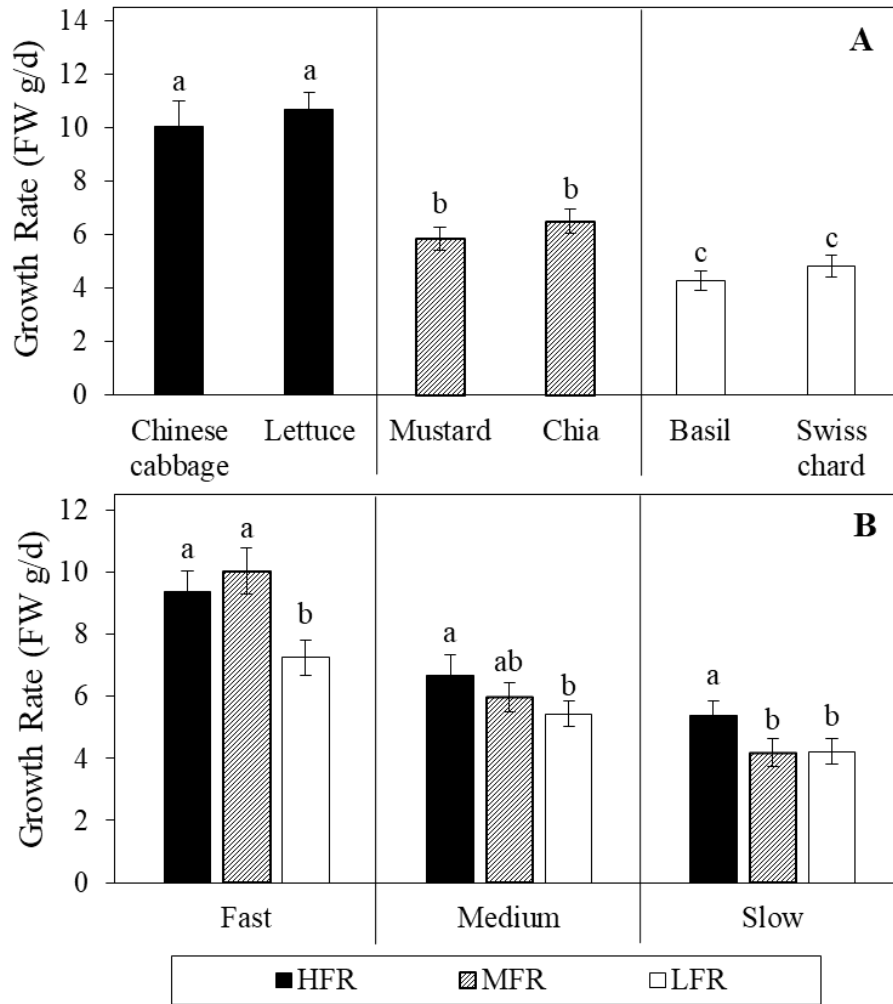 A
Growth Rate (FW g/d)
14
12
10
8
6
4
2
0
a
a
b
b
c
c
Chinese cabbage
Lettuce
Mustard
Chia
Basil
Swiss chard
B
Growth Rate (FW g/d)
12
10
8
6
4
2
0
a
a
b
a
ab
b
a
b
b
Fast
Medium
Slow
HFR
MFR
LFR